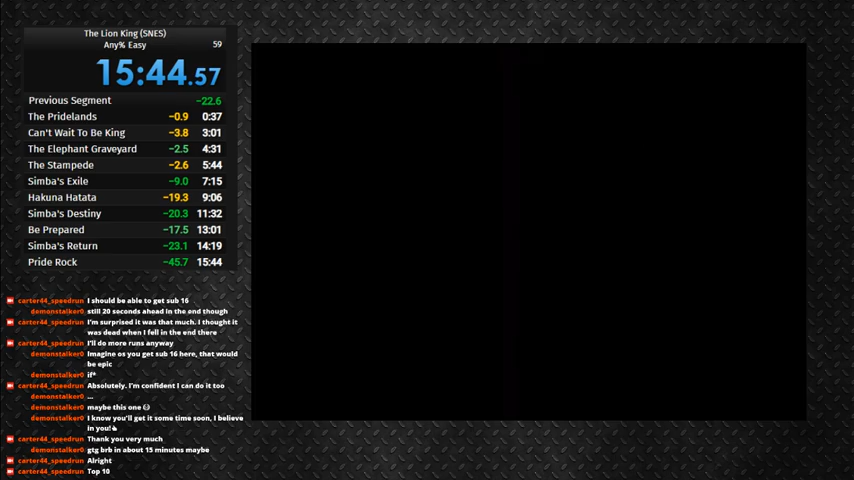 The Lion King (SNES)
Any% Easy 59
15:44.57
Previous Segment -22.6
The Pridelands -0.9 0:37
Can't Wait To Be King -3.8 3:01
The Elephant Graveyard -2.5 4:31
The Stampede -2.6 5:44
Simba's Exile -9.0 7:15
Hakuna Hatata -19.3 9:06
Simba's Destiny -20.3 11:32
Be Prepared -17.5 13:01
Simba's Return -23.1 14:19
Pride Rock -45.7 15:44
carter44_speedrun I should be able to get sub 16
demonstalker0 still 20 seconds ahead in the end though
carter44_speedrun I'm surprised it was that much. I thought it
was dead when I fell in the end there
carter44_speedrun I'll do more runs anyway
demonstalker0 Imagine os you get sub 16 here, that would
be epic
demonstalker0 if*
carter44_speedrun Absolutely. I'm confident I can do it too
demonstalker0 ...
demonstalker0 maybe this one
demonstalker0 I know you'll get it some time soon, I believe
in you!
carter44_speedrun Thank you very much
demonstalker0 gtg brb in about 15 minutes maybe
carter44_speedrun Alright
carter44_speedrun Top 10